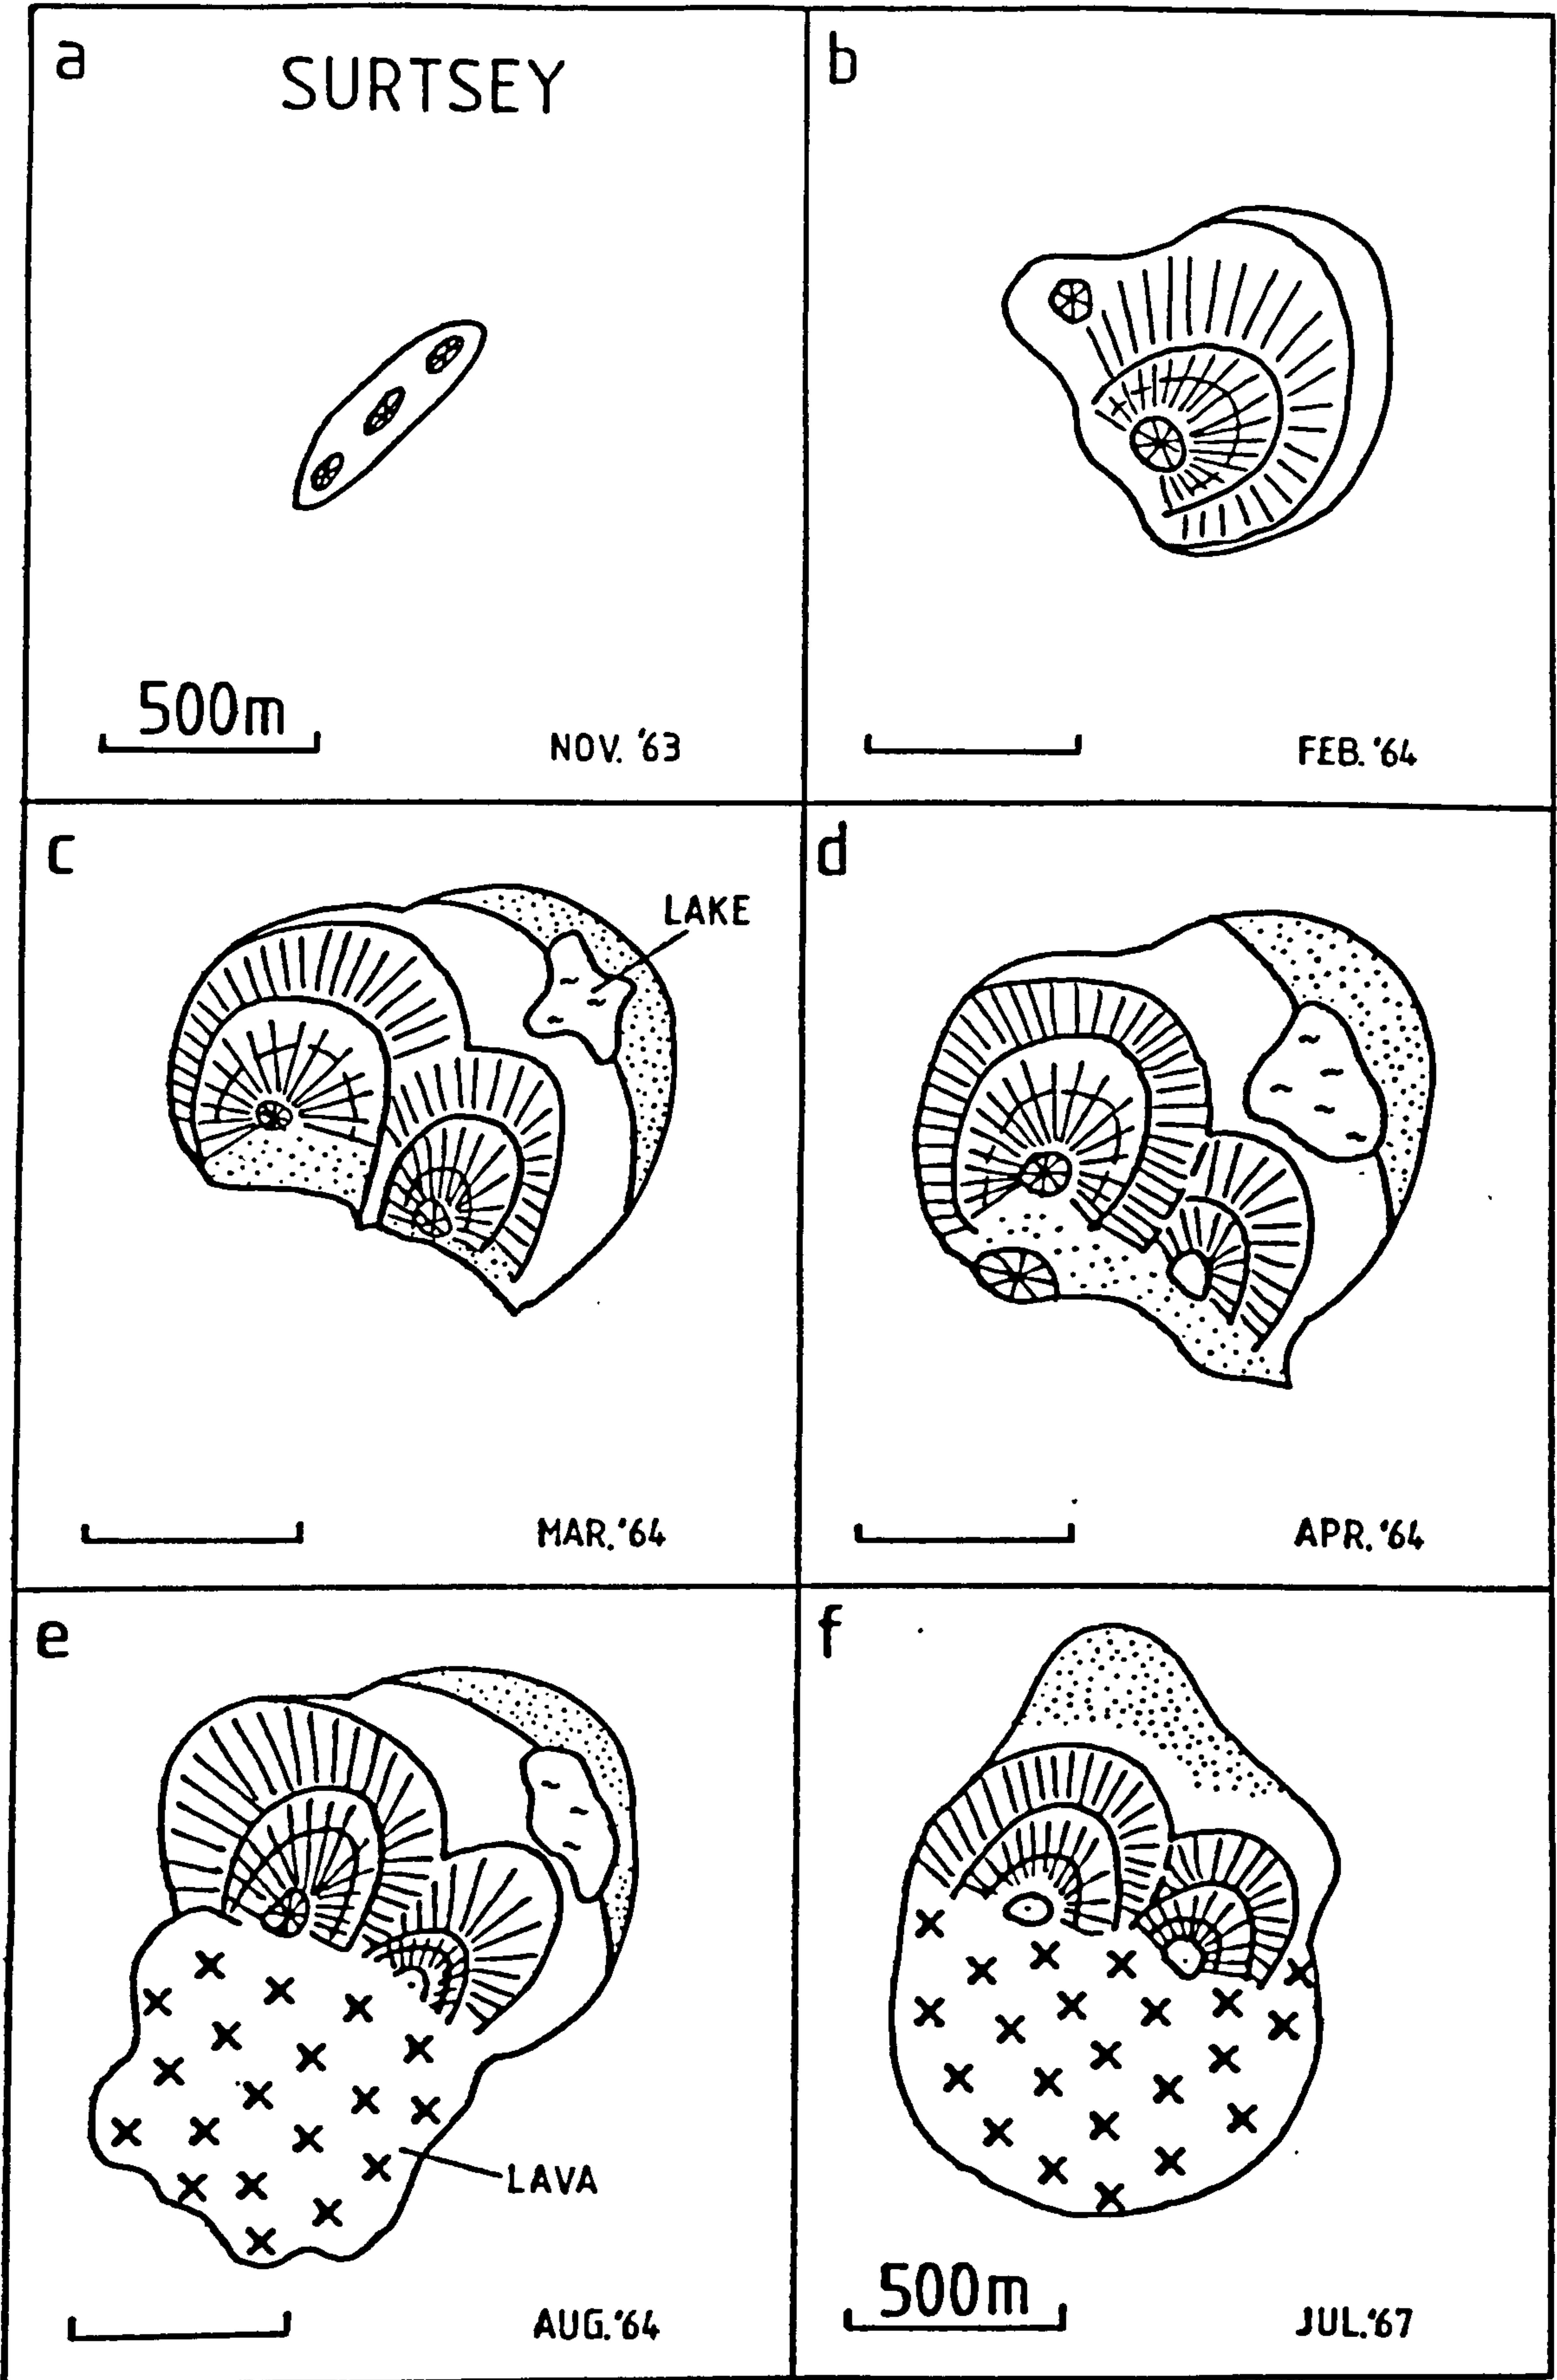 a
SURTSEY
500m
NOV. '63
b
FEB. '64
c
LAKE
MAR. '64
d
APR. '64
e
LAVA
AUG. '64
f
500m
JUL. '67